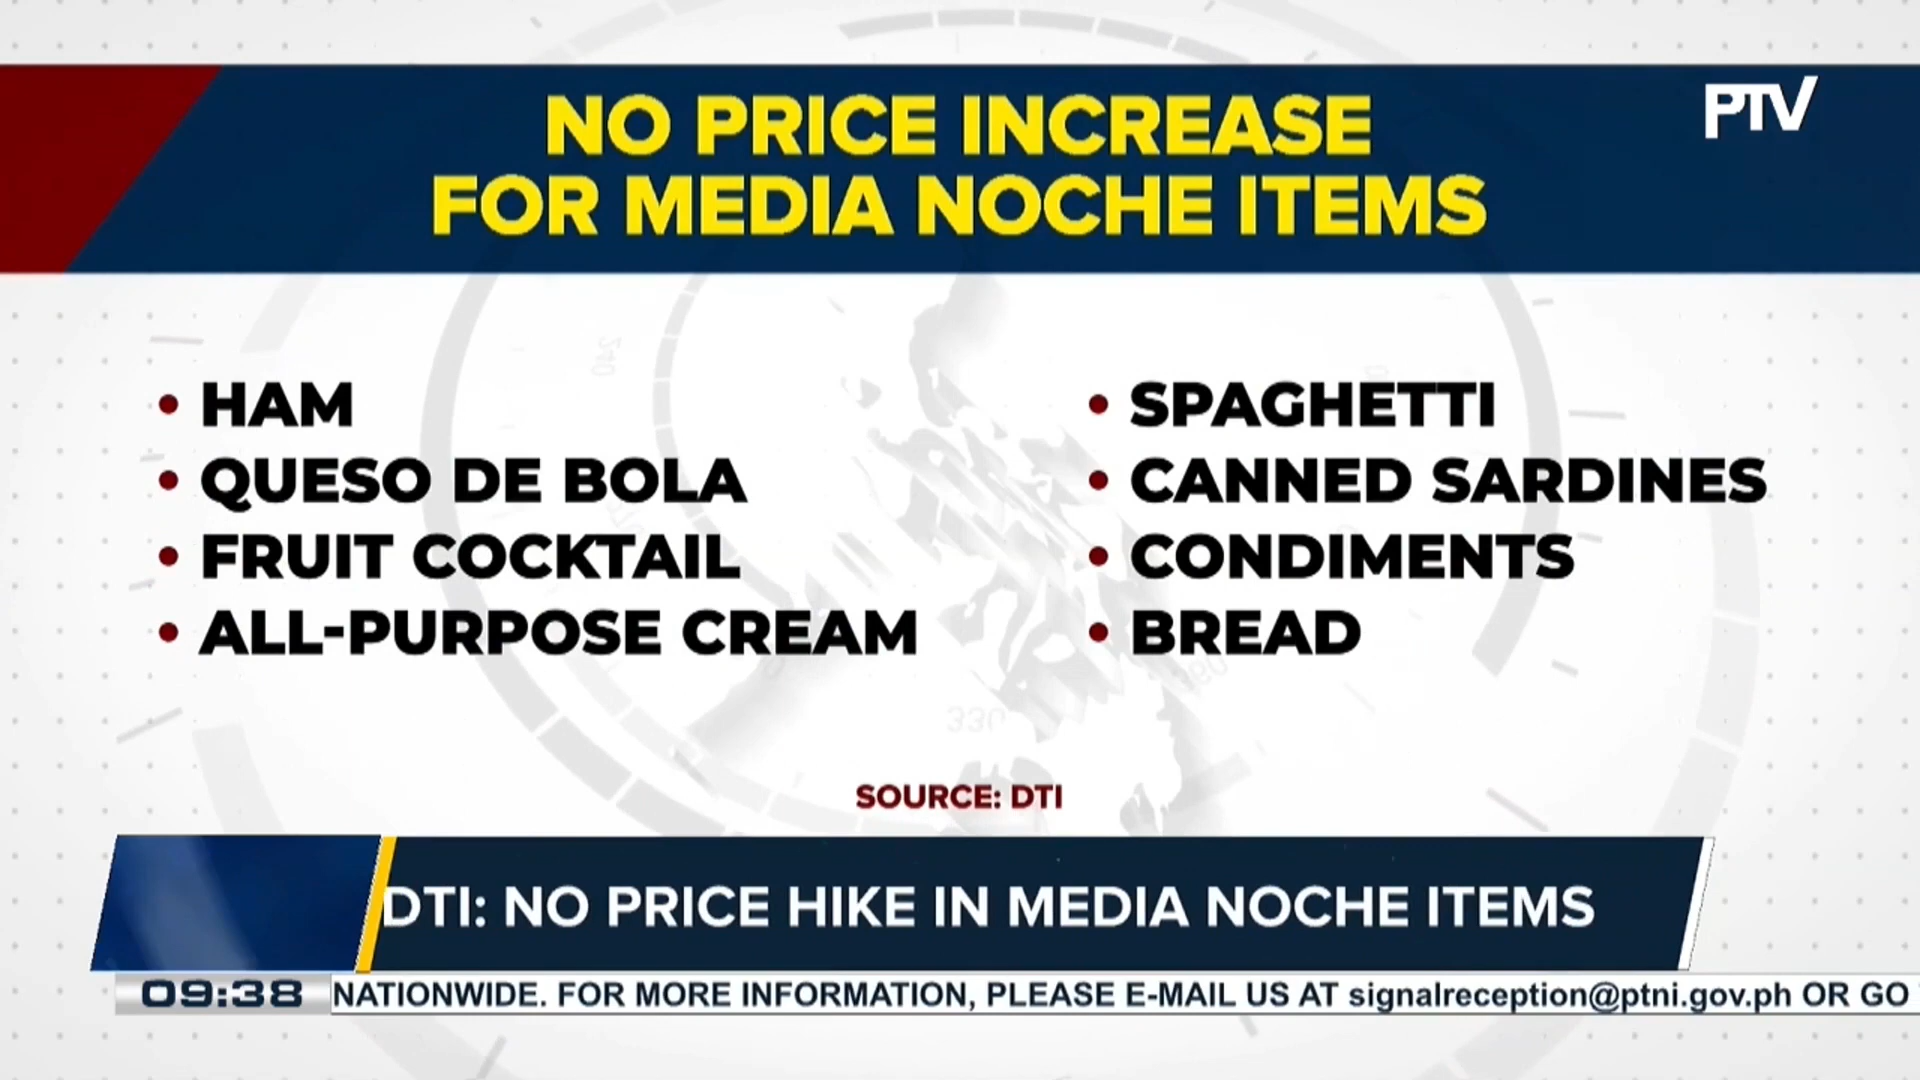 NO PRICE INCREASE
FOR MEDIA NOCHE ITEMS
PTV
• HAM
• QUESO DE BOLA
• FRUIT COCKTAIL
• ALL-PURPOSE CREAM
• SPAGHETTI
• CANNED SARDINES
• CONDIMENTS
• BREAD
330
SOURCE: DTI
DTI: NO PRICE HIKE IN MEDIA NOCHE ITEMS
09:38
NATIONWIDE. FOR MORE INFORMATION, PLEASE E-MAIL US AT signalreception@ptni.gov.ph OR GO